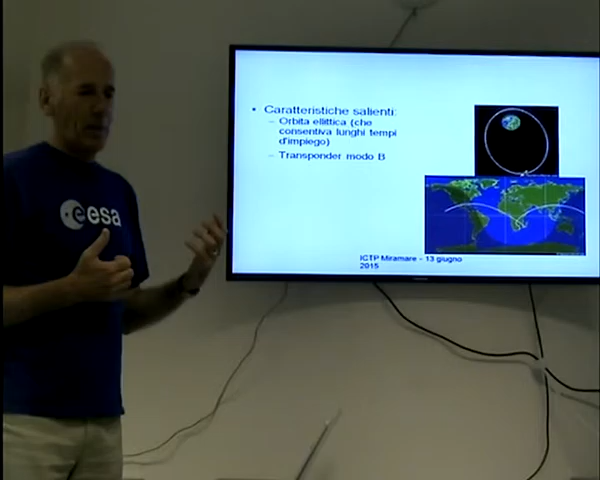 esa
• Caratteristiche salienti:
– Orbita ellittica (che
consentiva lunghi tempi
d'impiego)
– Transponder modo B
ICTP Miramare - 13 giugno
2015